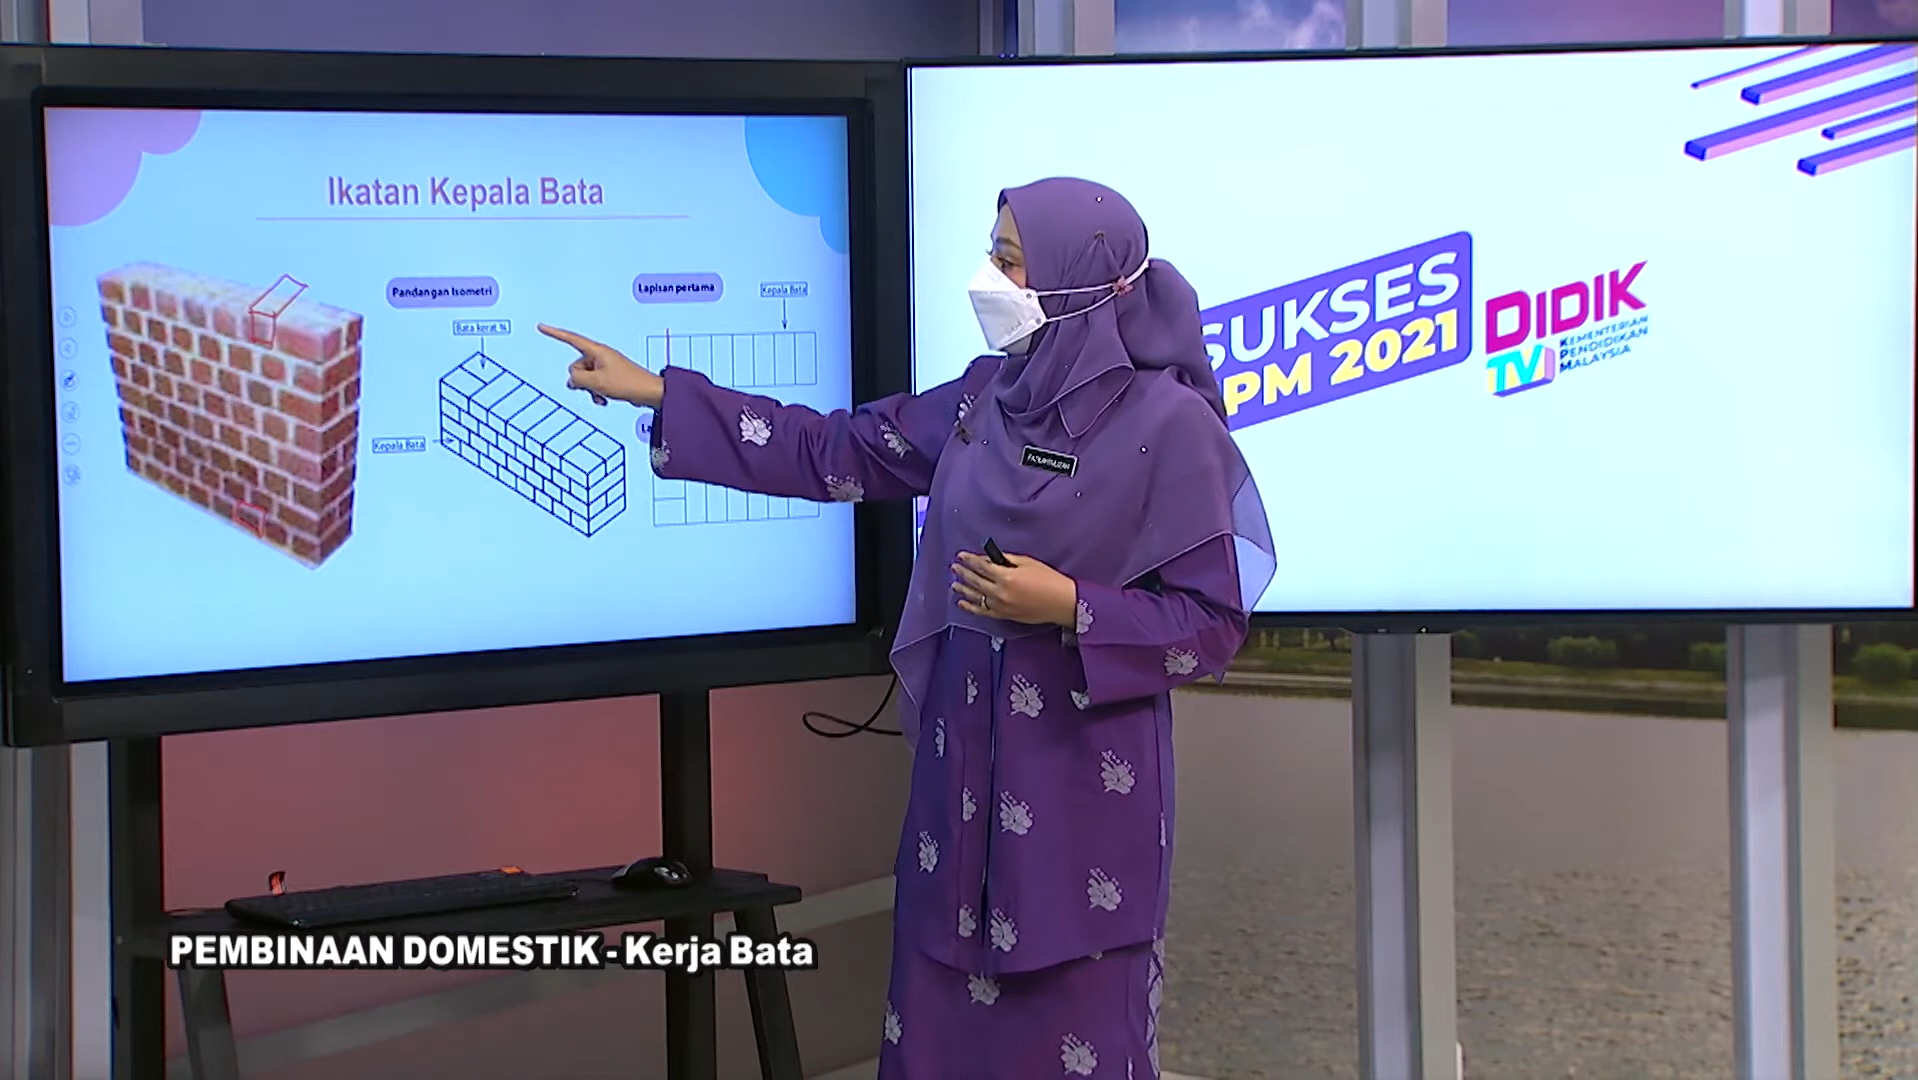 Ikatan Kepala Bata
Pandangan Isometri
Bata kerat ¾
Kepala Bata
Lapisan pertama
Kepala Bata
La
SUKSES
PM 2021
DIDIK
TV
KEMENTERIAN
PENDIDIKAN
MALAYSIA
PEMBINAAN DOMESTIK - Kerja Bata